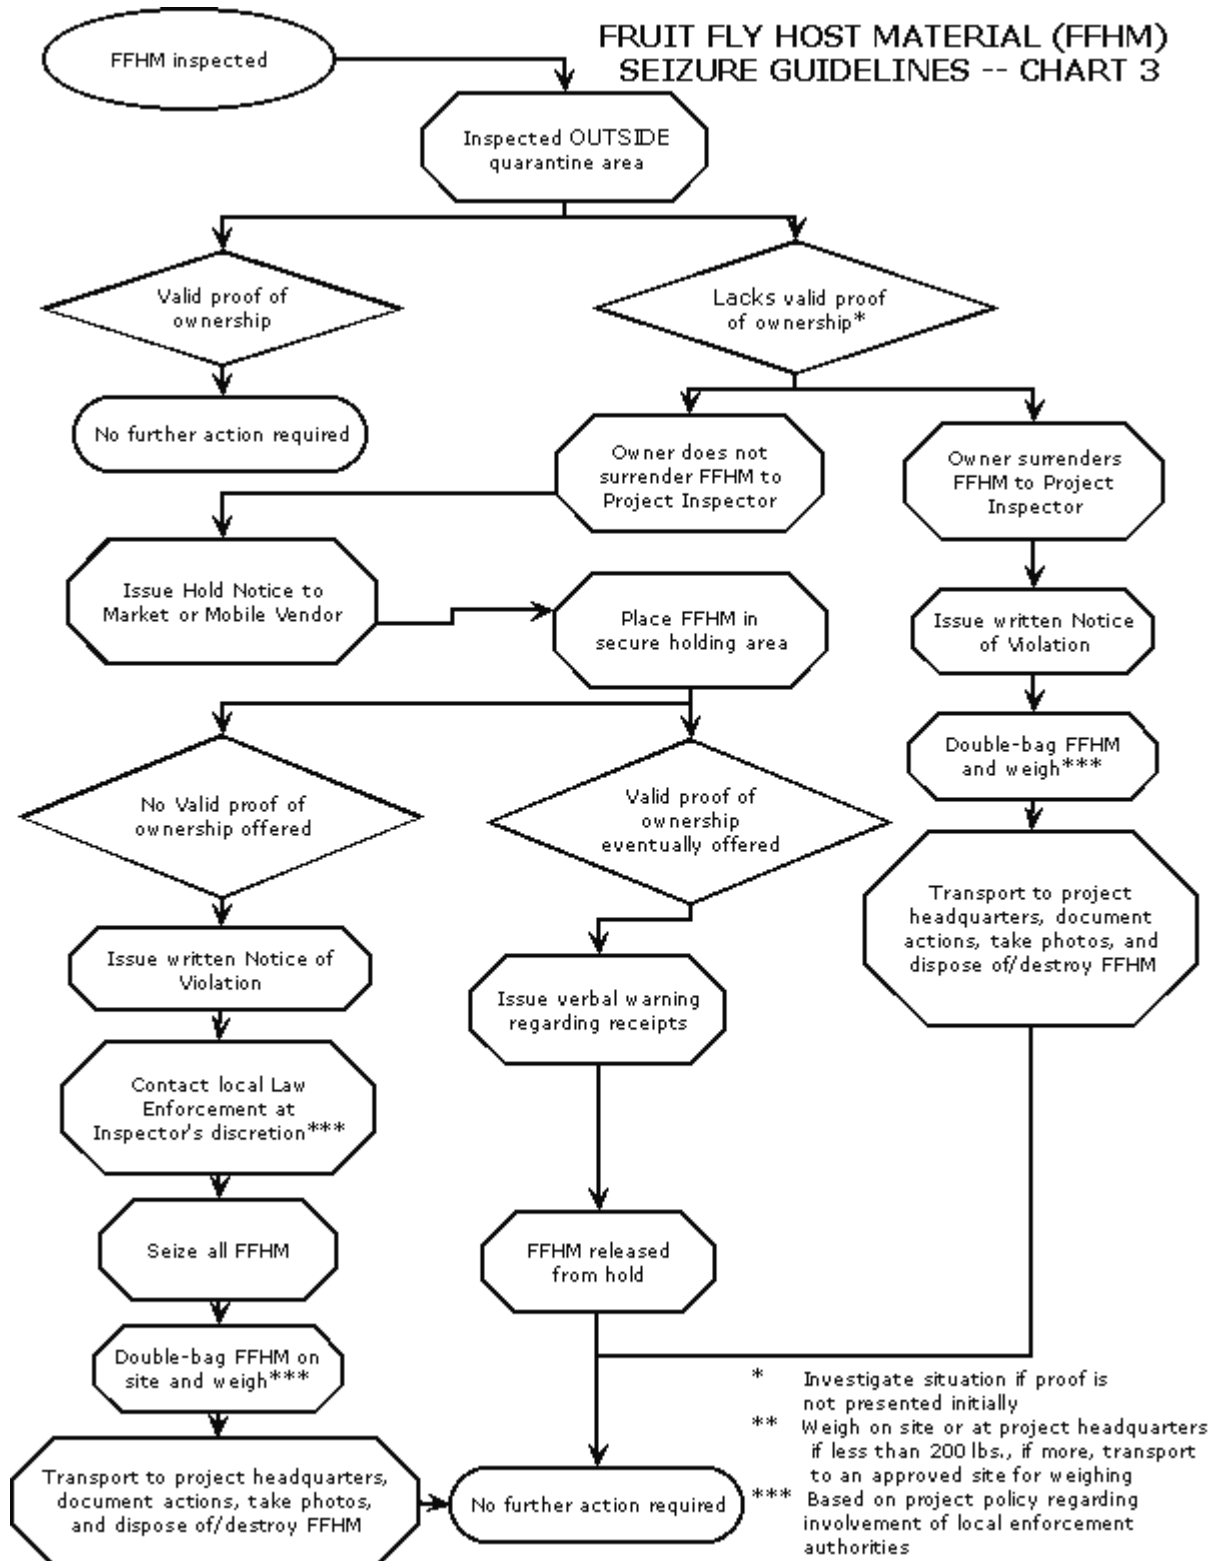 FRUIT FLY HOST MATERIAL (FFHM)
SEIZURE GUIDELINES -- CHART 3
FFHM inspected
Inspected OUTSIDE
quarantine area
Valid proof of
ownership
Lacks valid proof
of ownership*
No further action required
Owner does not
surrender FFHM to
Project Inspector
Owner surrenders
FFHM to Project
Inspector
Issue Hold Notice to
Market or Mobile Vendor
Place FFHM in
secure holding area
Issue written Notice
of Violation
Double-bag FFHM
and weigh***
No Valid proof of
ownership offered
Valid proof of
ownership
eventually offered
Transport to project
headquarters, document
actions, take photos, and
dispose of/destroy FFHM
Issue written Notice of
Violation
Issue verbal warning
regarding receipts
Contact local Law
Enforcement at
Inspector's discretion***
Seize all FFHM
FFHM released
from hold
Double-bag FFHM on
site and weigh***
Transport to project headquarters,
document actions, take photos,
and dispose of/destroy FFHM
No further action required
* Investigate situation if proof is
not presented initially
** Weigh on site or at project headquarters
if less than 200 lbs., if more, transport
to an approved site for weighing
*** Based on project policy regarding
involvement of local enforcement
authorities